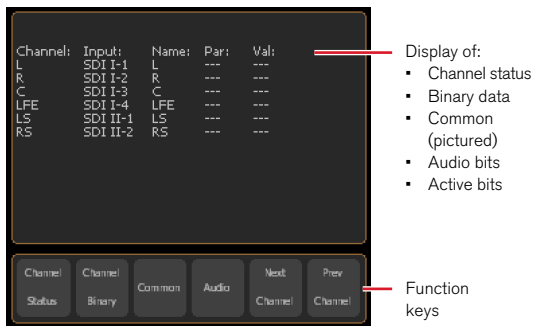 Channel: Input: Name: Par: Val:
L SDI I-1 L --- ---
R SDI I-2 R --- ---
C SDI I-3 C --- ---
LFE SDI I-4 LFE --- ---
LS SDI II-1 LS --- ---
RS SDI II-2 RS --- ---
Display of:
▪ Channel status
▪ Binary data
▪ Common
(pictured)
▪ Audio bits
▪ Active bits
Channel Status
Channel Binary
Common
Audio
Next Channel
Prev Channel
Function
keys